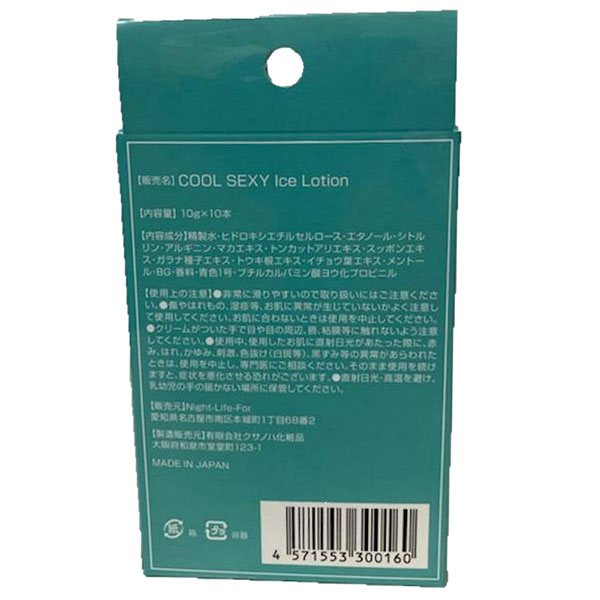 【販売名】COOL SEXY Ice Lotion
【内容量】10g×10本
【内容成分】精製水・ヒドロキシエチルセルロース・エタノール・シトル
リン・アルギニン・マカエキス・トンカットアリエキス・スッポンエキ
ス・ガラナ種子エキス・トウキ根エキス・イチョウ葉エキス・メントー
ル・BG・香料・青色1号・ブチルカルバミン酸ヨウ化プロピニル
【使用上の注意】●非常に滑りやすいので取り扱いにはご注意くださ
い。●傷やはれもの、湿疹等、お肌に異常が生じていないかよく注意し
て使用してください。お肌に合わないときは使用を中止してください。
●クリームがついた手で目や目の周辺、唇、粘膜等に触れないよう注意
してください。●使用中、使用したお肌に直射日光があたった際に、赤
み、はれ、かゆみ、刺激、色抜け(白斑等)、黒ずみ等の異常があらわれた
ときは、使用を中止し、専門医にご相談ください。そのまま使用を続け
ますと、症状を悪化させる恐れがございます。●直射日光・高温を避け、
乳幼児の手の届かない場所に保管してください。
【販売元】Night-Life-For
愛知県名古屋市南区本城町1丁目68番2
【製造販売元】有限会社クサノハ化粧品
大阪府和泉市室堂町123-1
MADE IN JAPAN
紙 箱 プラ 容器
4 571553 300160